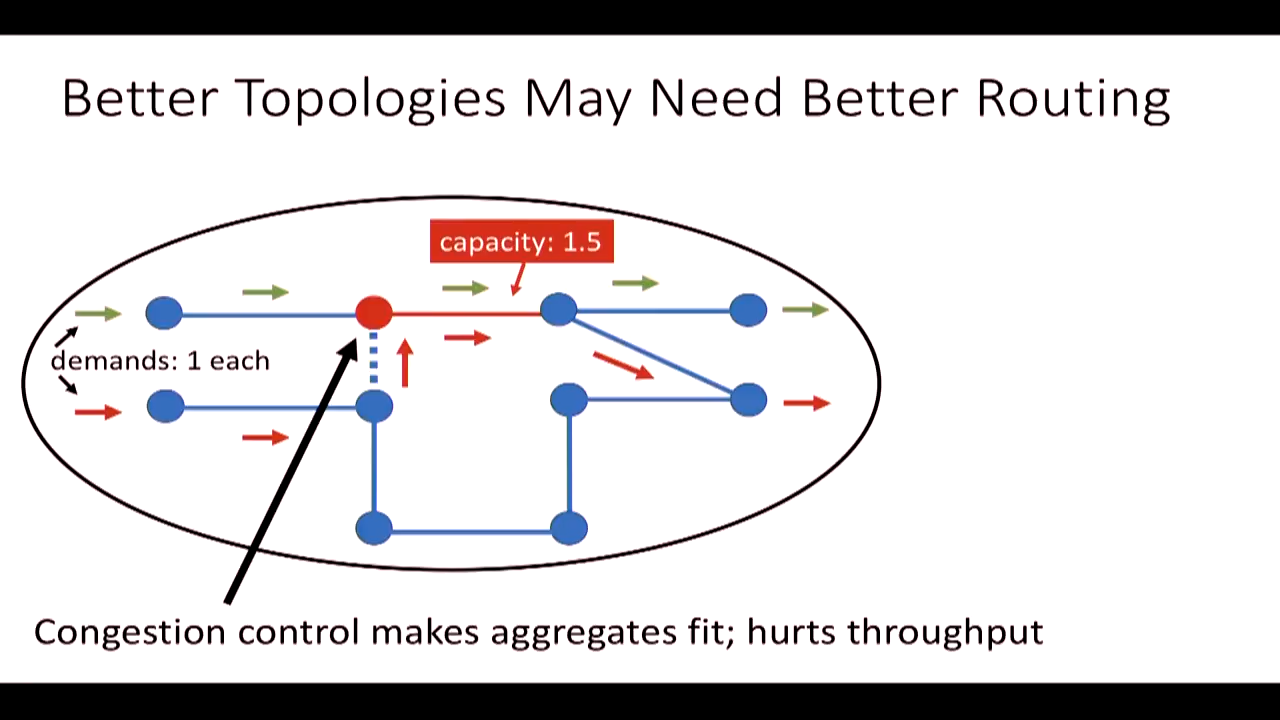 Better Topologies May Need Better Routing
capacity: 1.5
demands: 1 each
Congestion control makes aggregates fit; hurts throughput